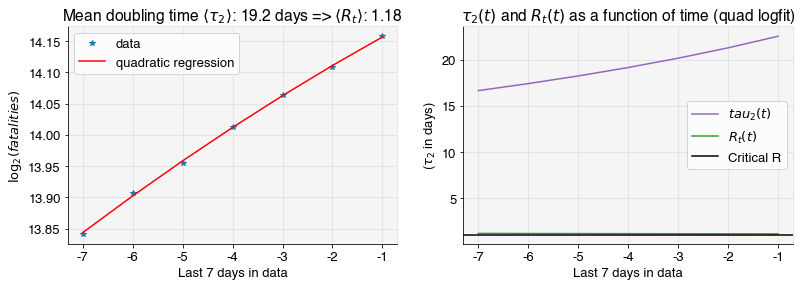 Mean doubling time ⟨τ₂⟩: 19.2 days => ⟨Rₜ⟩: 1.18
data
quadratic regression
log₂(fatalities)
14.15
14.10
14.05
14.00
13.95
13.90
13.85
-7 -6 -5 -4 -3 -2 -1
Last 7 days in data
τ₂(t) and Rₜ(t) as a function of time (quad logfit)
tau₂(t)
Rₜ(t)
Critical R
(τ₂ in days)
20
15
10
5
-7 -6 -5 -4 -3 -2 -1
Last 7 days in data